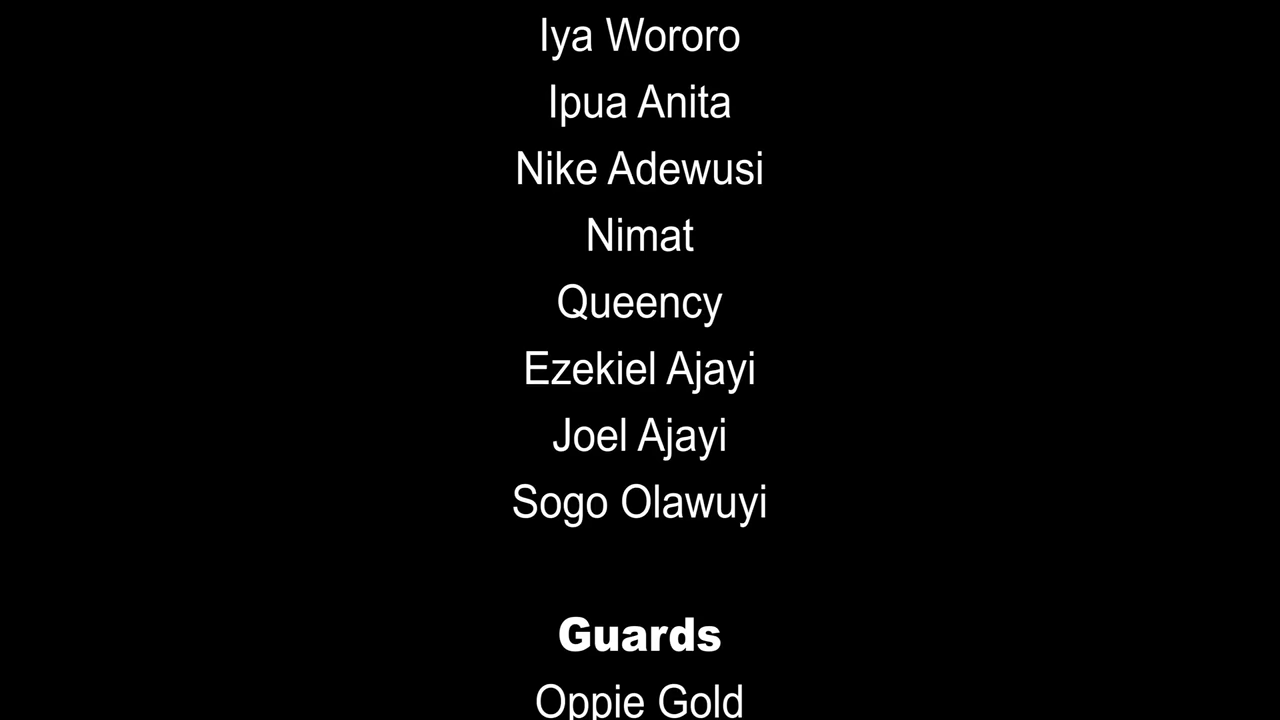 Iya Wororo
Ipua Anita
Nike Adewusi
Nimat
Queency
Ezekiel Ajayi
Joel Ajayi
Sogo Olawuyi
Guards
Oppie Gold